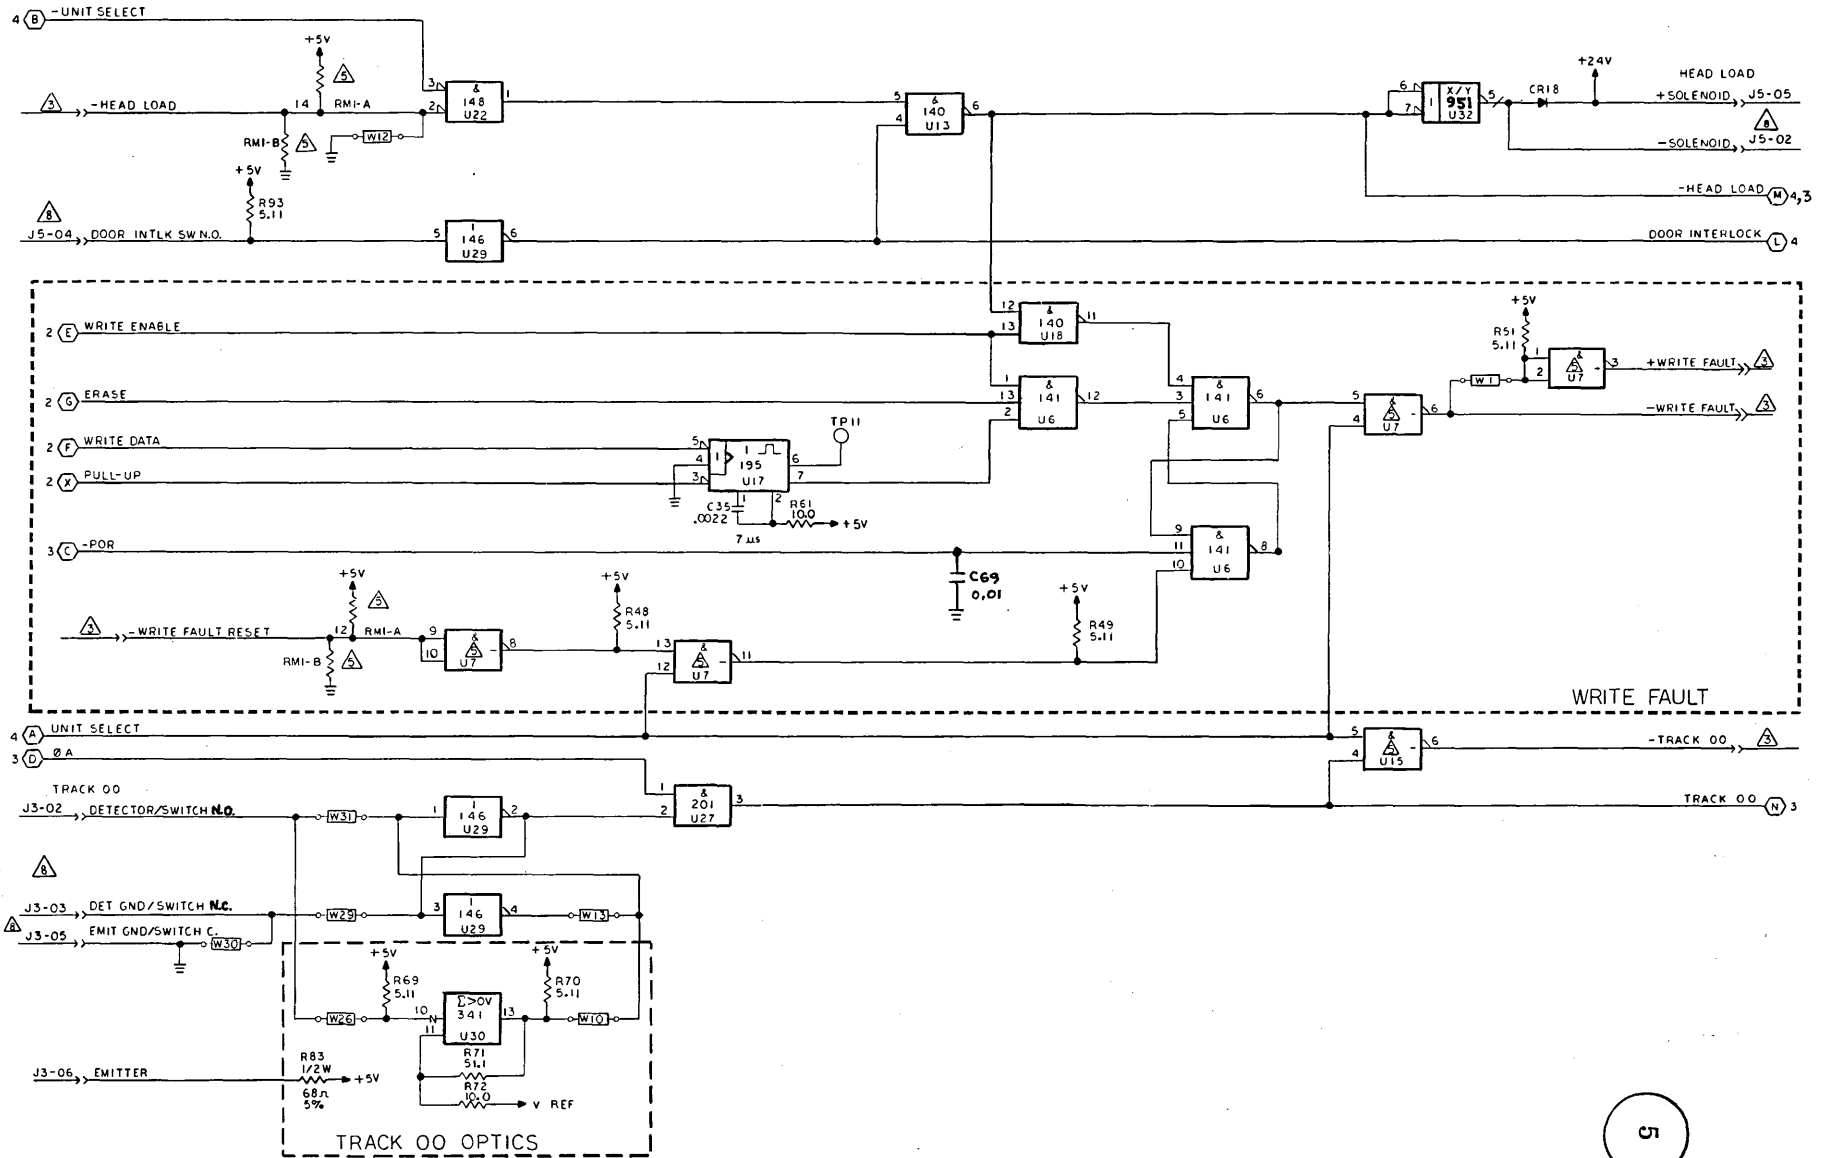 4 B -UNIT SELECT
+5V
5
3 -HEAD LOAD 14 RM1-A
3 2 & 148 U22 1
W12
RM1-B 5
5 4 & 140 U13 6
6 7 1 X/Y 951 U32 5
CR18
+24V
HEAD LOAD
+SOLENOID J5-05
8
-SOLENOID J5-02
-HEAD LOAD M 4,3
+5V
R93
5.11
8
J5-04 DOOR INTLK SW N.O.
5 1 146 U29 6
DOOR INTERLOCK L 4
2 E WRITE ENABLE
12 13 & 140 U18 11
+5V
R51
5.11
W1
1 2 & 5 U7 3
+WRITE FAULT 3
2 G ERASE
1 13 2 & 141 U6 12
4 3 5 & 141 U6 6
5 4 & 5 U7 6
-WRITE FAULT 3
2 F WRITE DATA
TP11
2 X PULL-UP
5 4 3 1 1 195 U17 6 7
1 2
C35
.0022
R61
10.0
+5V
7 µs
3 C -POR
C69
0,01
9 11 10 & 141 U6 8
+5V
5
3 -WRITE FAULT RESET 12 RM1-A
RM1-B 5
9 10 & 5 U7 8
+5V
R48
5.11
13 12 & 5 U7 11
+5V
R49
5.11
WRITE FAULT
4 A UNIT SELECT
3 D ØA
5 4 & 5 U15 6
-TRACK 00 3
TRACK 00
J3-02 DETECTOR/SWITCH N.O.
W31
1 1 146 U29 2
1 2 & 201 U27 3
TRACK 00 N 3
8
J3-03 DET GND/SWITCH N.C.
W29
3 1 146 U29 4
W13
8
J3-05 EMIT GND/SWITCH C.
W30
+5V
R69
5.11
+5V
R70
5.11
W26
10 11 Σ>0V 341 U30 13
W10
R71
51.1
R72
10.0
V REF
J3-06 EMITTER
R83
1/2W
68Ω
5%
+5V
TRACK 00 OPTICS
5